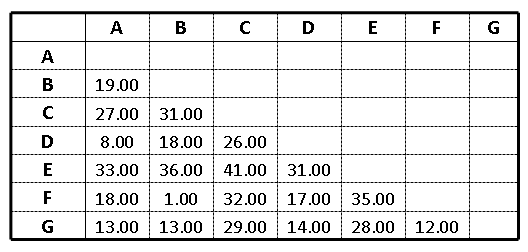 A B C D E F G
A
B 19.00
C 27.00 31.00
D 8.00 18.00 26.00
E 33.00 36.00 41.00 31.00
F 18.00 1.00 32.00 17.00 35.00
G 13.00 13.00 29.00 14.00 28.00 12.00